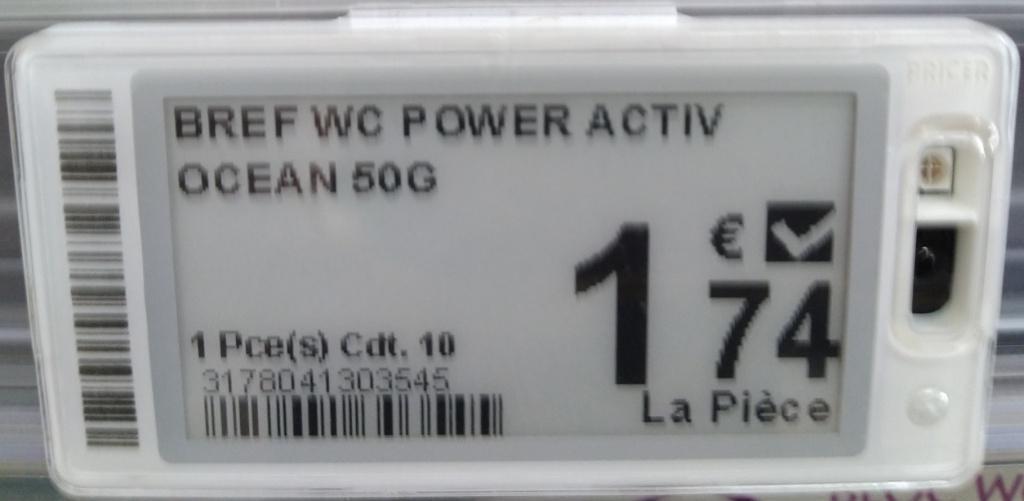 PRICER
BREF WC POWER ACTIV
OCEAN 50G
€
1 74
1 Pce(s) Cdt. 10
3178041303545
La Pièce